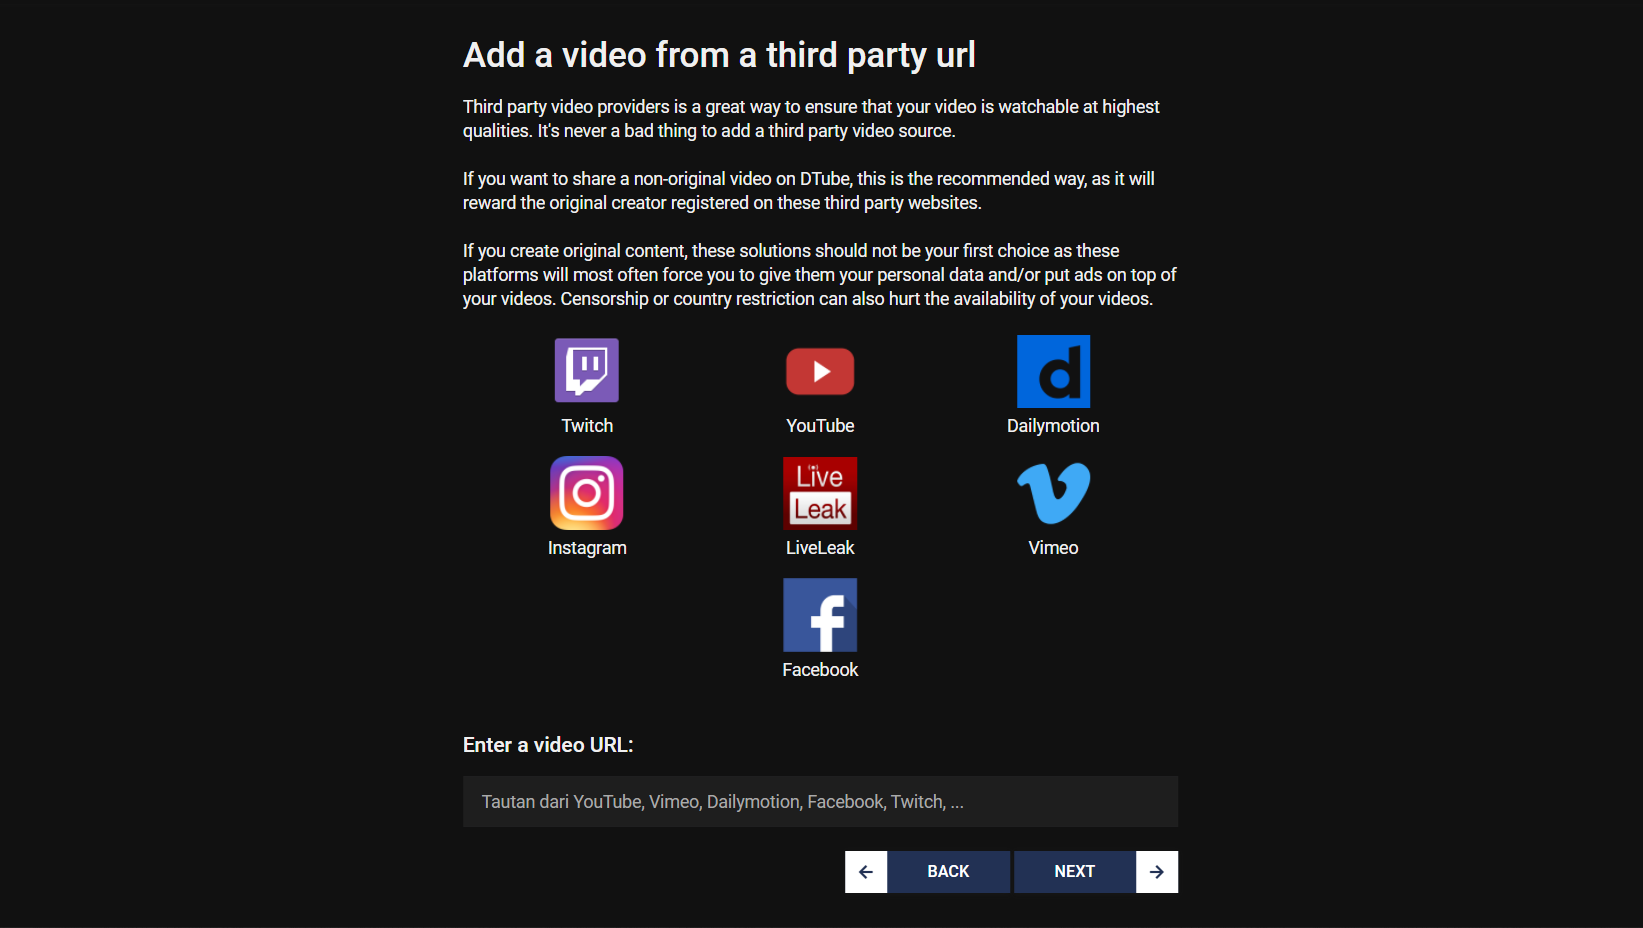 Add a video from a third party url
Third party video providers is a great way to ensure that your video is watchable at highest
qualities. It's never a bad thing to add a third party video source.
If you want to share a non-original video on DTube, this is the recommended way, as it will
reward the original creator registered on these third party websites.
If you create original content, these solutions should not be your first choice as these
platforms will most often force you to give them your personal data and/or put ads on top of
your videos. Censorship or country restriction can also hurt the availability of your videos.
d
Twitch YouTube Dailymotion
Live
Leak
Instagram LiveLeak Vimeo
f
Facebook
Enter a video URL:
Tautan dari YouTube, Vimeo, Dailymotion, Facebook, Twitch, ...
BACK NEXT